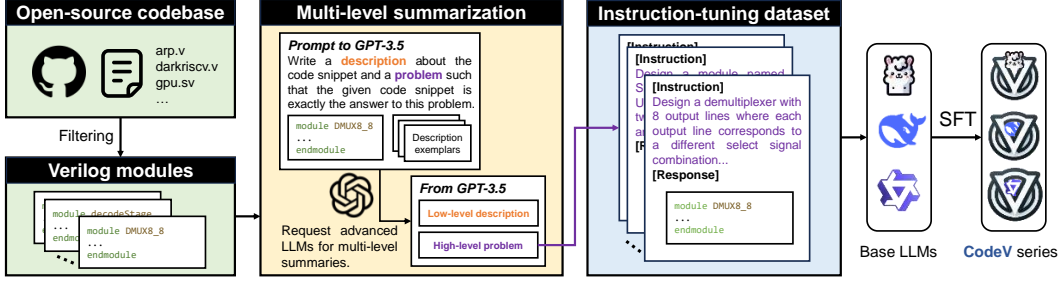 Open-source codebase
arp.v
darkriscv.v
gpu.sv
...
Filtering
Verilog modules
module decodeStage
module DMUX8_8
...
endmodule
Multi-level summarization
Prompt to GPT-3.5
Write a description about the
code snippet and a problem such
that the given code snippet is
exactly the answer to this problem.
module DMUX8_8
...
endmodule
Description
exemplars
Request advanced
LLMs for multi-level
summaries.
From GPT-3.5
Low-level description
High-level problem
Instruction-tuning dataset
[Instruction]
[Instruction]
Design a module named
[Instruction]
Design a demultiplexer with
8 output lines where each
output line corresponds to
a different select signal
combination...
[Response]
module DMUX8_8
...
endmodule
Base LLMs
SFT
CodeV series